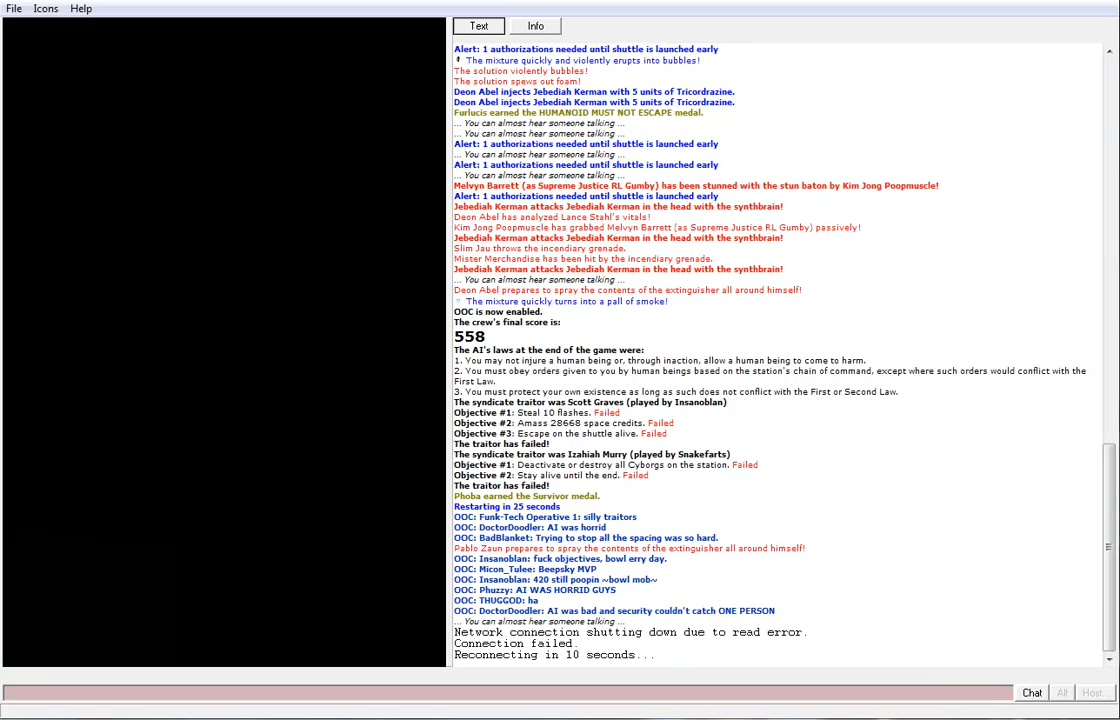 File Icons Help
Text Info
Alert: 1 authorizations needed until shuttle is launched early
The mixture quickly and violently erupts into bubbles!
The solution violently bubbles!
The solution spews out foam!
Deon Abel injects Jebediah Kerman with 5 units of Tricordrazine.
Deon Abel injects Jebediah Kerman with 5 units of Tricordrazine.
Furlucis earned the HUMANOID MUST NOT ESCAPE medal.
... You can almost hear someone talking ...
... You can almost hear someone talking ...
Alert: 1 authorizations needed until shuttle is launched early
... You can almost hear someone talking ...
Alert: 1 authorizations needed until shuttle is launched early
... You can almost hear someone talking ...
Melvyn Barrett (as Supreme Justice RL Gumby) has been stunned with the stun baton by Kim Jong Poopmuscle!
Alert: 1 authorizations needed until shuttle is launched early
Jebediah Kerman attacks Jebediah Kerman in the head with the synthbrain!
Deon Abel has analyzed Lance Stahl's vitals!
Kim Jong Poopmuscle has grabbed Melvyn Barrett (as Supreme Justice RL Gumby) passively!
Jebediah Kerman attacks Jebediah Kerman in the head with the synthbrain!
Slim Jau throws the incendiary grenade.
Mister Merchandise has been hit by the incendiary grenade.
Jebediah Kerman attacks Jebediah Kerman in the head with the synthbrain!
... You can almost hear someone talking ...
Deon Abel prepares to spray the contents of the extinguisher all around himself!
The mixture quickly turns into a pall of smoke!
OOC is now enabled.
The crew's final score is:
558
The AI's laws at the end of the game were:
1. You may not injure a human being or, through inaction, allow a human being to come to harm.
2. You must obey orders given to you by human beings based on the station's chain of command, except where such orders would conflict with the
First Law.
3. You must protect your own existence as long as such does not conflict with the First or Second Law.
The syndicate traitor was Scott Graves (played by Insanoblan)
Objective #1: Steal 10 flashes. Failed
Objective #2: Amass 28668 space credits. Failed
Objective #3: Escape on the shuttle alive. Failed
The traitor has failed!
The syndicate traitor was Izahiah Murry (played by Snakefarts)
Objective #1: Deactivate or destroy all Cyborgs on the station. Failed
Objective #2: Stay alive until the end. Failed
The traitor has failed!
Phoba earned the Survivor medal.
Restarting in 25 seconds
OOC: Funk-Tech Operative 1: silly traitors
OOC: DoctorDoodler: AI was horrid
OOC: BadBlanket: Trying to stop all the spacing was so hard.
Pablo Zaun prepares to spray the contents of the extinguisher all around himself!
OOC: Insanoblan: fuck objectives, bowl erry day.
OOC: Micon_Tulee: Beepsky MVP
OOC: Insanoblan: 420 still poopin ~bowl mob~
OOC: Phuzzy: AI WAS HORRID GUYS
OOC: THUGGOD: ha
OOC: DoctorDoodler: AI was bad and security couldn't catch ONE PERSON
... You can almost hear someone talking ...
Network connection shutting down due to read error.
Connection failed.
Reconnecting in 10 seconds...
Chat Alt Host...